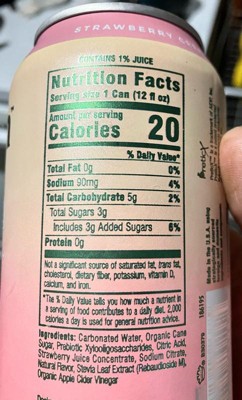 STRAWBERRY
CONTAINS 1% JUICE
Nutrition Facts
Serving size 1 Can (12 fl oz)
Amount per serving
Calories 20
% Daily Value*
Total Fat 0g 0%
Sodium 90mg 4%
Total Carbohydrate 5g 2%
Total Sugars 3g
Includes 3g Added Sugars 6%
Protein 0g
Not a significant source of saturated fat, trans fat,
cholesterol, dietary fiber, potassium, vitamin D,
calcium, and iron.
*The % Daily Value tells you how much a nutrient in
a serving of food contributes to a daily diet. 2,000
calories a day is used for general nutrition advice.
Ingredients: Carbonated Water, Organic Cane
Sugar, Prebiotic Xylooligosaccharides, Citric Acid,
Strawberry Juice Concentrate, Sodium Citrate,
Natural Flavor, Stevia Leaf Extract (Rebaudioside M),
Organic Apple Cider Vinegar
Made in the U.S.A.